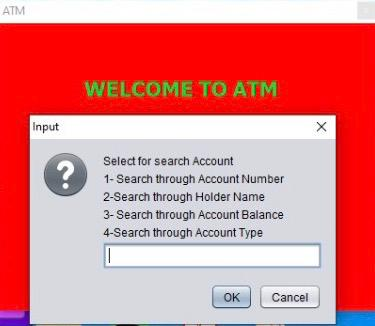 ATM
WELCOME TO ATM
Input
Select for search Account
1- Search through Account Number
2-Search through Holder Name
3- Search through Account Balance
4-Search through Account Type
OK Cancel